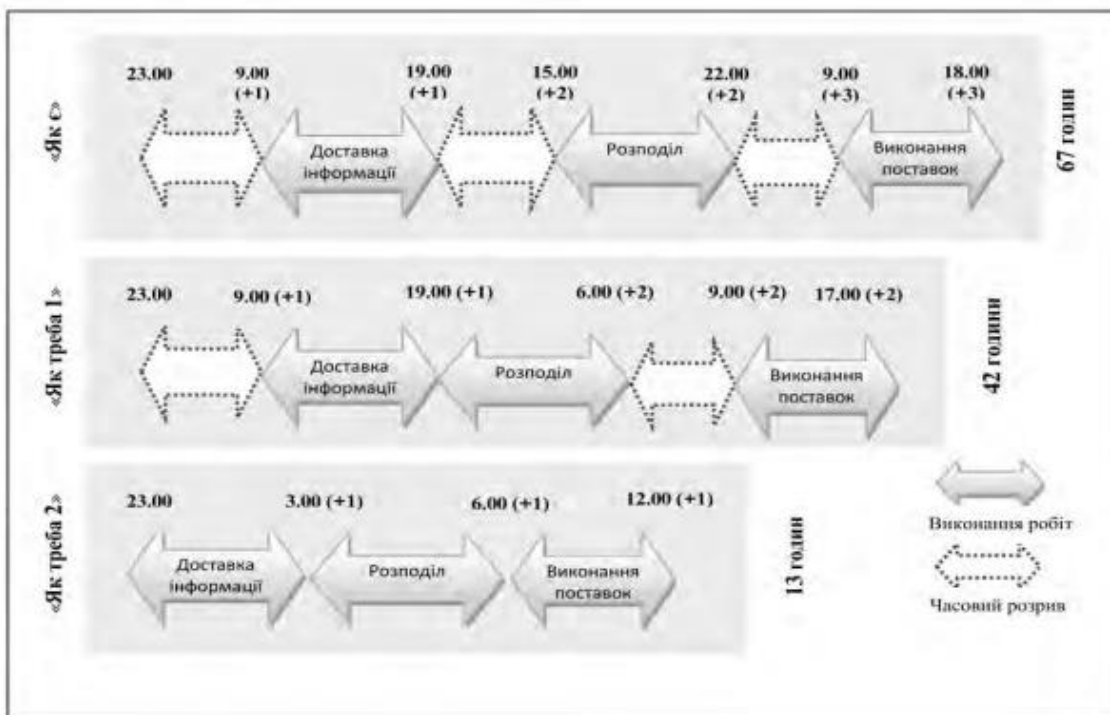 «Як є»
23.00 9.00 (+1) 19.00 (+1) 15.00 (+2) 22.00 (+2) 9.00 (+3) 18.00 (+3)
Доставка
інформації
Розподіл
Виконання
поставок
67 годин
«Як треба 1»
23.00 9.00 (+1) 19.00 (+1) 6.00 (+2) 9.00 (+2) 17.00 (+2)
Доставка
інформації
Розподіл
Виконання
поставок
42 години
«Як треба 2»
23.00 3.00 (+1) 6.00 (+1) 12.00 (+1)
Доставка
інформації
Розподіл
Виконання
поставок
13 годин
Виконання робіт
Часовий розрив